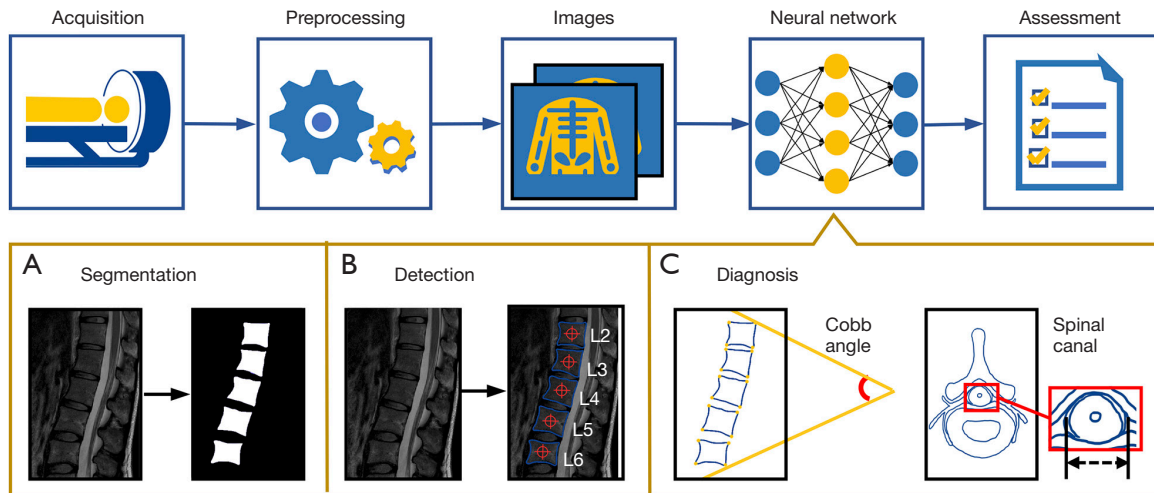 Acquisition
Preprocessing
Images
Neural network
Assessment
A
Segmentation
B
Detection
L2
L3
L4
L5
L6
C
Diagnosis
Cobb
angle
Spinal
canal